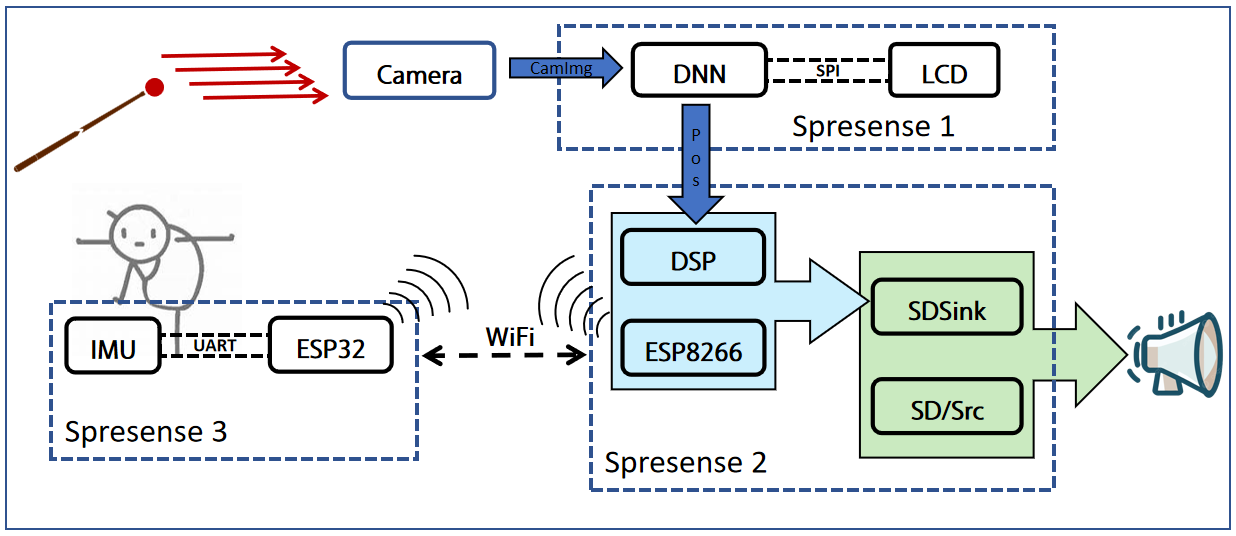 Camera
CamImg
DNN
SPI
LCD
Spresense 1
P
o
s
DSP
SDSink
WiFi
IMU
UART
ESP32
ESP8266
SD/Src
Spresense 3
Spresense 2